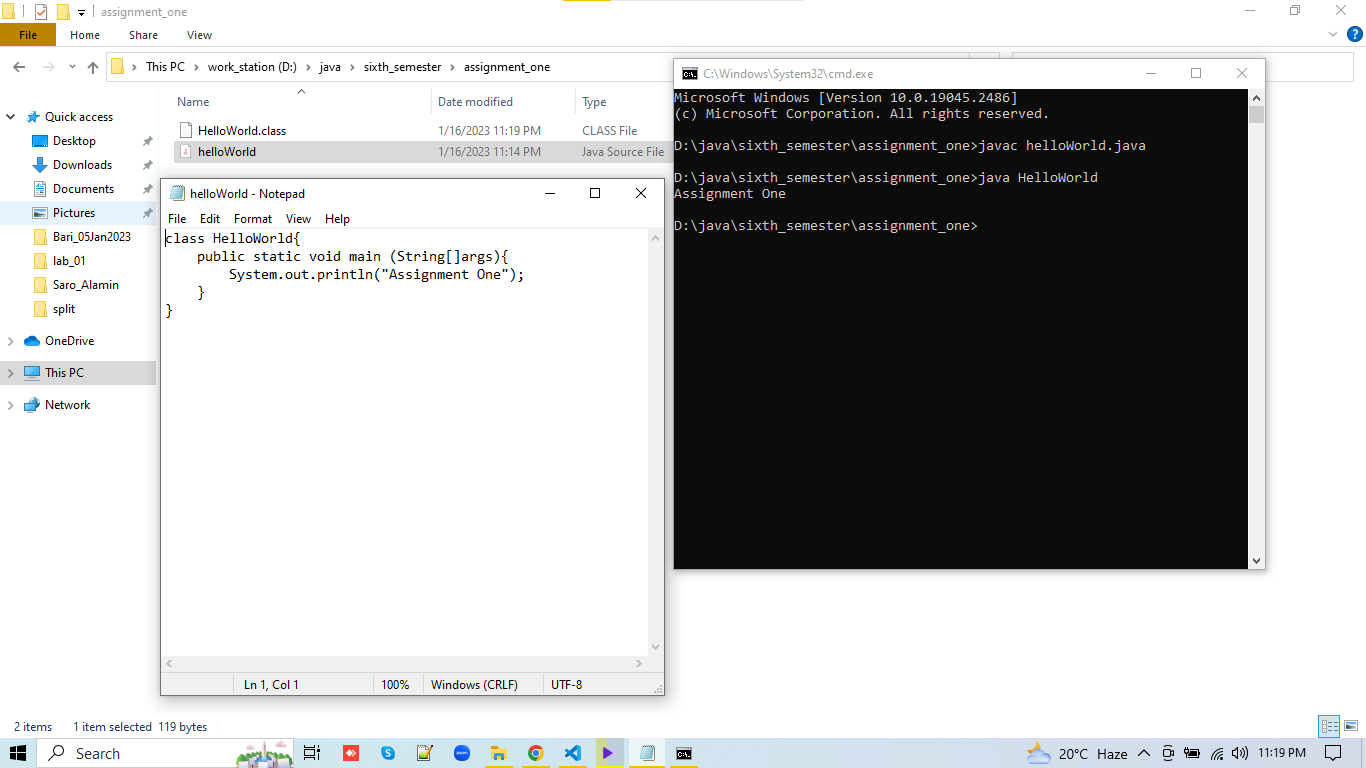 assignment_one
File Home Share View
This PC work_station (D:) java sixth_semester assignment_one
Name Date modified Type
HelloWorld.class 1/16/2023 11:19 PM CLASS File
helloWorld 1/16/2023 11:14 PM Java Source File
Quick access
Desktop
Downloads
Documents
Pictures
Bari_05Jan2023
lab_01
Saro_Alamin
split
OneDrive
This PC
Network
helloWorld - Notepad
File Edit Format View Help
class HelloWorld{
    public static void main (String[]args){
        System.out.println("Assignment One");
    }
}
Ln 1, Col 1 100% Windows (CRLF) UTF-8
C:\Windows\System32\cmd.exe
Microsoft Windows [Version 10.0.19045.2486]
(c) Microsoft Corporation. All rights reserved.
D:\java\sixth_semester\assignment_one>javac helloWorld.java
D:\java\sixth_semester\assignment_one>java HelloWorld
Assignment One
D:\java\sixth_semester\assignment_one>
2 items 1 item selected 119 bytes
Search
20°C Haze 11:19 PM